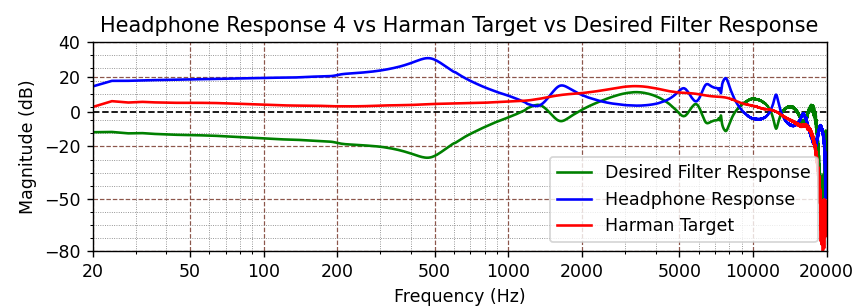 Headphone Response 4 vs Harman Target vs Desired Filter Response
Magnitude (dB)
40
20
0
−20
−50
−80
Desired Filter Response
Headphone Response
Harman Target
20 50 100 200 500 1000 2000 5000 10000 20000
Frequency (Hz)